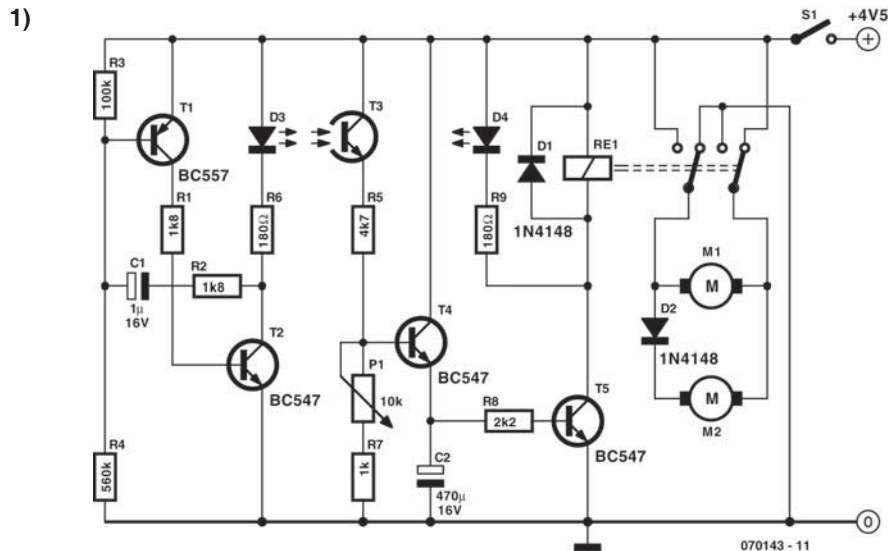 1)
S1
+4V5
R3
100k
T1
D3
T3
D4
D1
RE1
BC557
R1
1k8
R6
180Ω
R5
4k7
R9
180Ω
1N4148
C1
1µ
16V
R2
1k8
M1
M
T2
BC547
T4
BC547
D2
1N4148
P1
10k
R8
2k2
T5
BC547
M
M2
R4
560k
R7
1k
C2
470µ
16V
0
070143 - 11